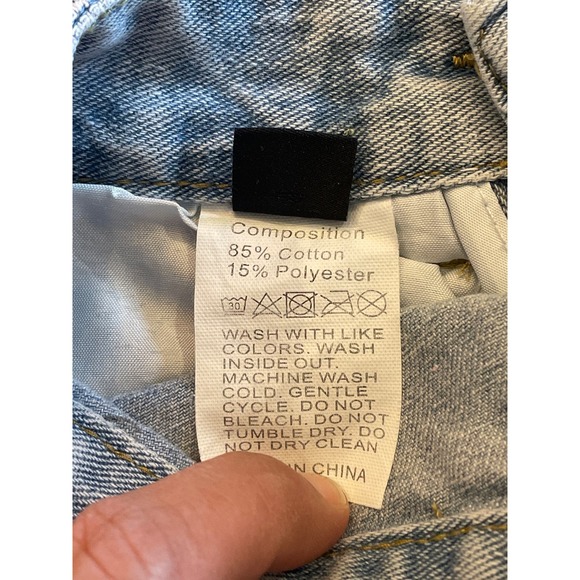 Composition
85% Cotton
15% Polyester
30
WASH WITH LIKE
COLORS. WASH
INSIDE OUT.
MACHINE WASH
COLD. GENTLE
CYCLE. DO NOT
BLEACH. DO NOT
TUMBLE DRY. DO
NOT DRY CLEAN
IN CHINA